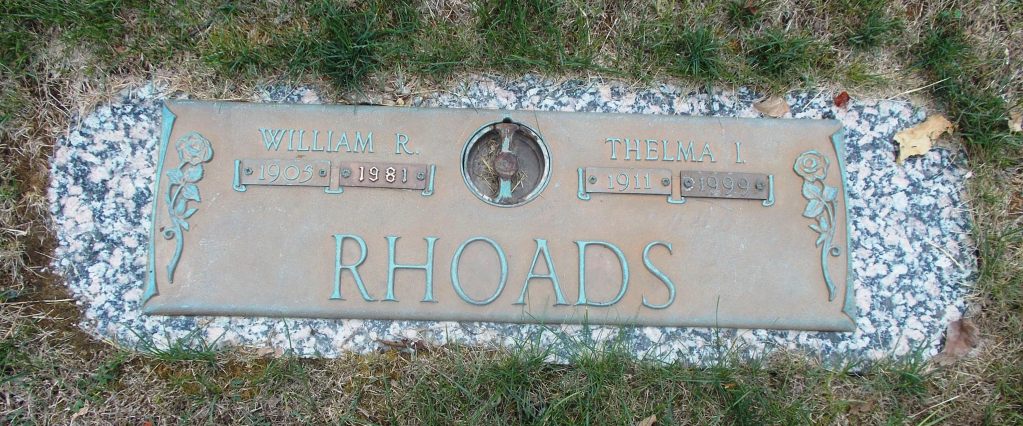 WILLIAM R.
1905 1981
THELMA I.
1911 1999
RHOADS